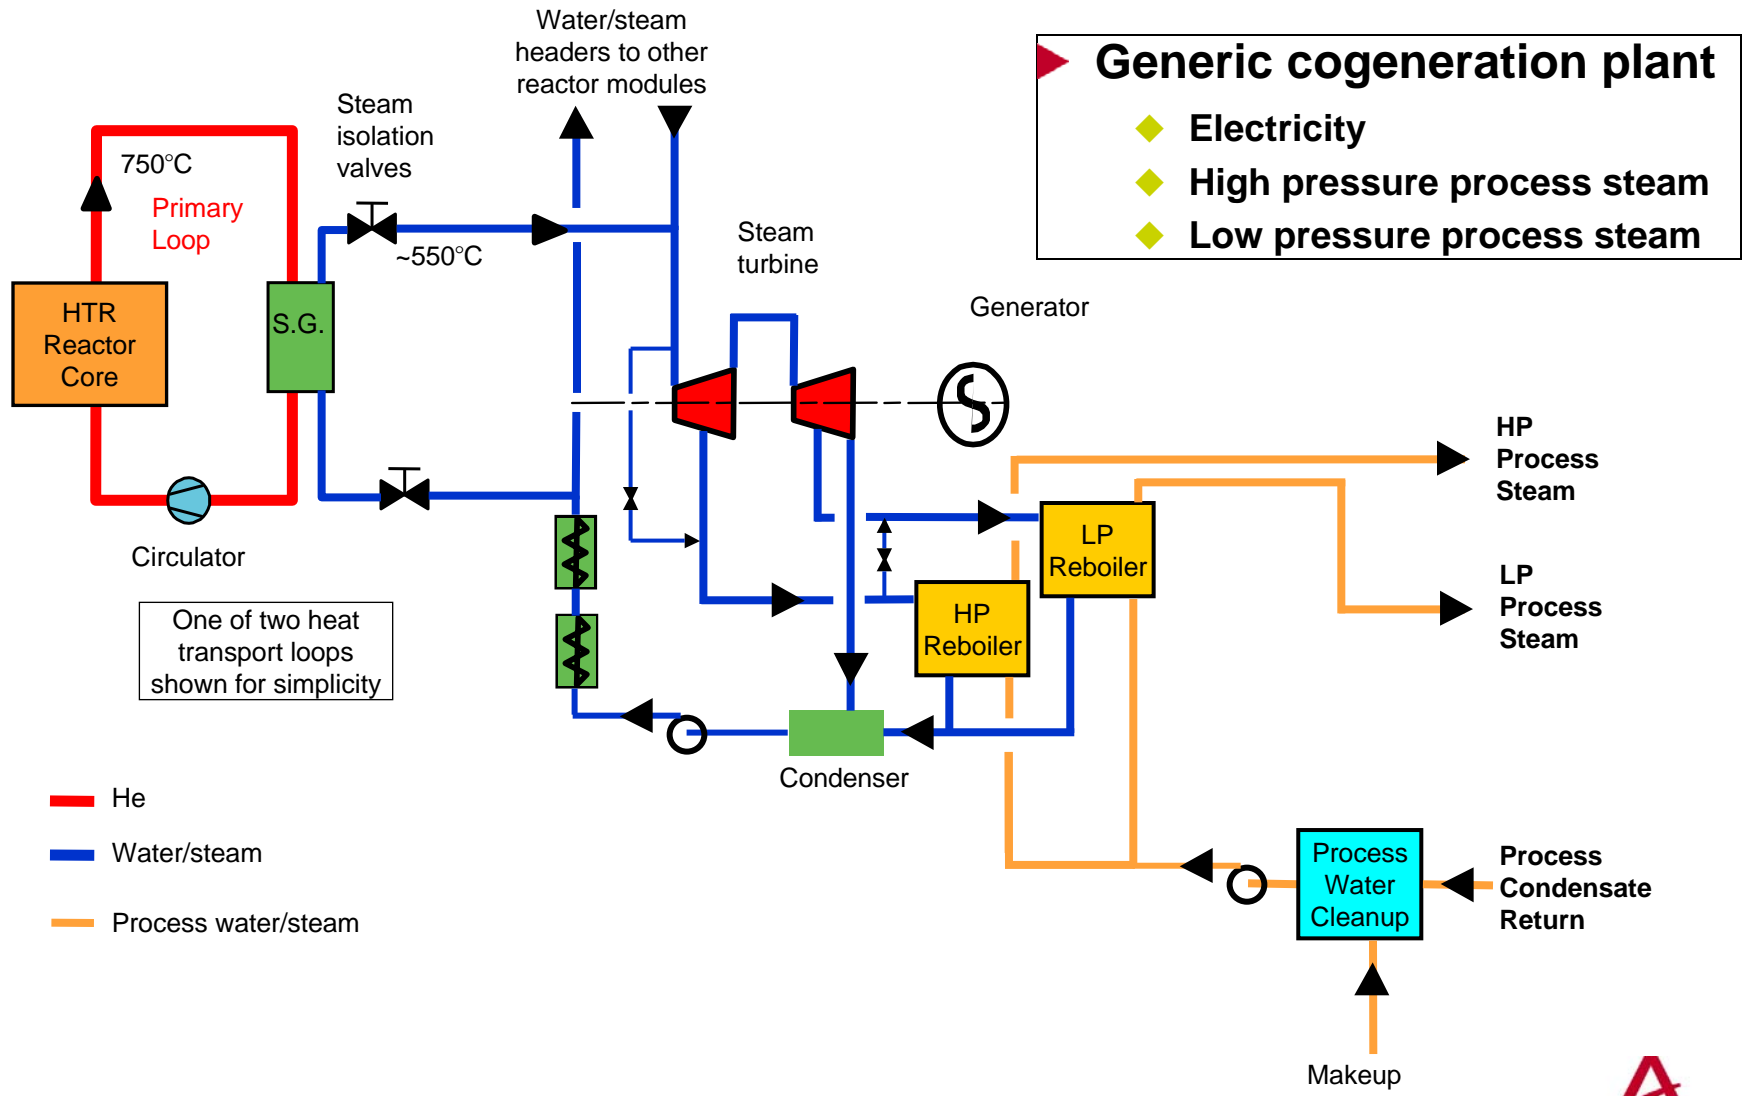 Water/steam
headers to other
reactor modules
Generic cogeneration plant
Electricity
High pressure process steam
Low pressure process steam
Steam
isolation
valves
750°C
Primary
Loop
~550°C
Steam
turbine
Generator
HTR
Reactor
Core
S.G.
HP
Process
Steam
LP
Reboiler
Circulator
LP
Process
Steam
HP
Reboiler
One of two heat
transport loops
shown for simplicity
Condenser
He
Water/steam
Process water/steam
Process
Water
Cleanup
Process
Condensate
Return
Makeup